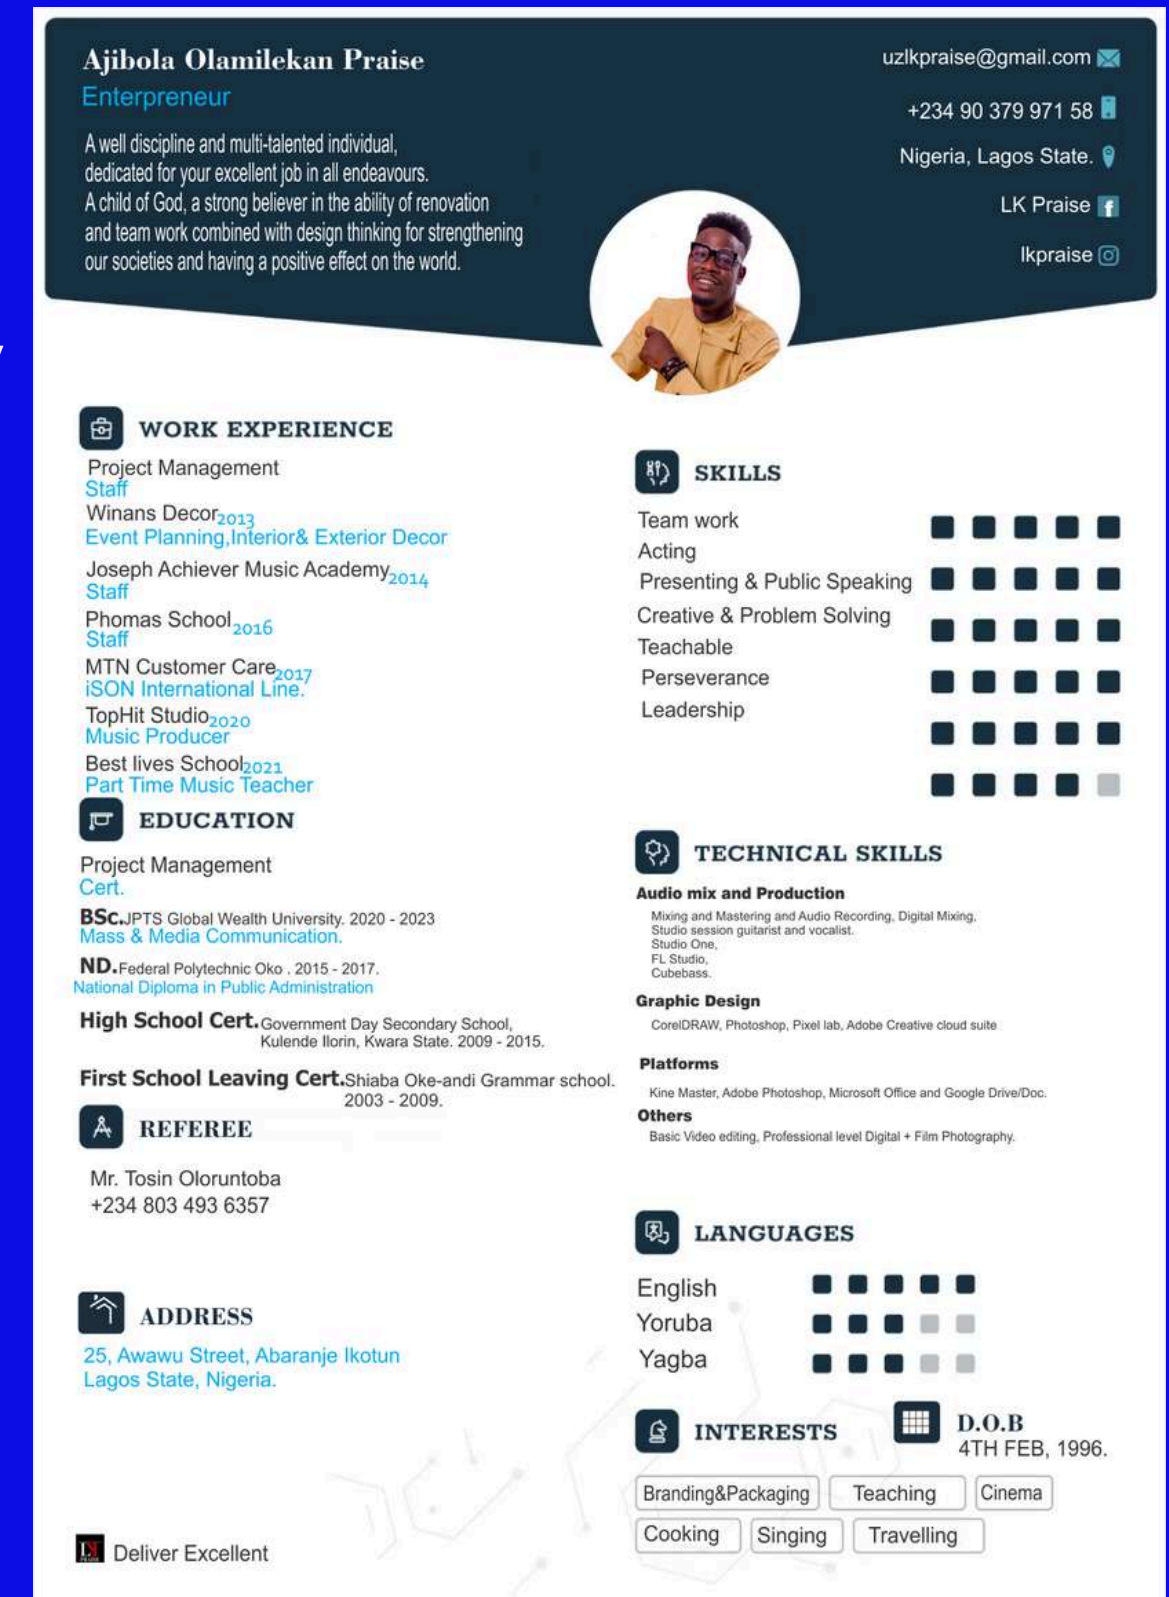 Ajibola Olamilekan Praise
Enterpreneur
A well discipline and multi-talented individual,
dedicated for your excellent job in all endeavours.
A child of God, a strong believer in the ability of renovation
and team work combined with design thinking for strengthening
our societies and having a positive effect on the world.
uzlkpraise@gmail.com
+234 90 379 971 58
Nigeria, Lagos State.
LK Praise
lkpraise
WORK EXPERIENCE
Project Management
Staff
Winans Decor2013
Event Planning,Interior& Exterior Decor
Joseph Achiever Music Academy2014
Staff
Phomas School2016
Staff
MTN Customer Care2017
iSON International Line.
TopHit Studio2020
Music Producer
Best lives School2021
Part Time Music Teacher
EDUCATION
Project Management
Cert.
BSc.JPTS Global Wealth University. 2020 - 2023
Mass & Media Communication.
ND.Federal Polytechnic Oko . 2015 - 2017.
National Diploma in Public Administration
High School Cert.Government Day Secondary School,
Kulende Ilorin, Kwara State. 2009 - 2015.
First School Leaving Cert.Shiaba Oke-andi Grammar school.
2003 - 2009.
REFEREE
Mr. Tosin Oloruntoba
+234 803 493 6357
ADDRESS
25, Awawu Street, Abaranje Ikotun
Lagos State, Nigeria.
LK
PRAISE
Deliver Excellent
SKILLS
Team work
Acting
Presenting & Public Speaking
Creative & Problem Solving
Teachable
Perseverance
Leadership
TECHNICAL SKILLS
Audio mix and Production
Mixing and Mastering and Audio Recording, Digital Mixing,
Studio session guitarist and vocalist.
Studio One,
FL Studio,
Cubebass.
Graphic Design
CorelDRAW, Photoshop, Pixel lab, Adobe Creative cloud suite
Platforms
Kine Master, Adobe Photoshop, Microsoft Office and Google Drive/Doc.
Others
Basic Video editing, Professional level Digital + Film Photography.
LANGUAGES
English
Yoruba
Yagba
INTERESTS
D.O.B
4TH FEB, 1996.
Branding&Packaging
Teaching
Cinema
Cooking
Singing
Travelling